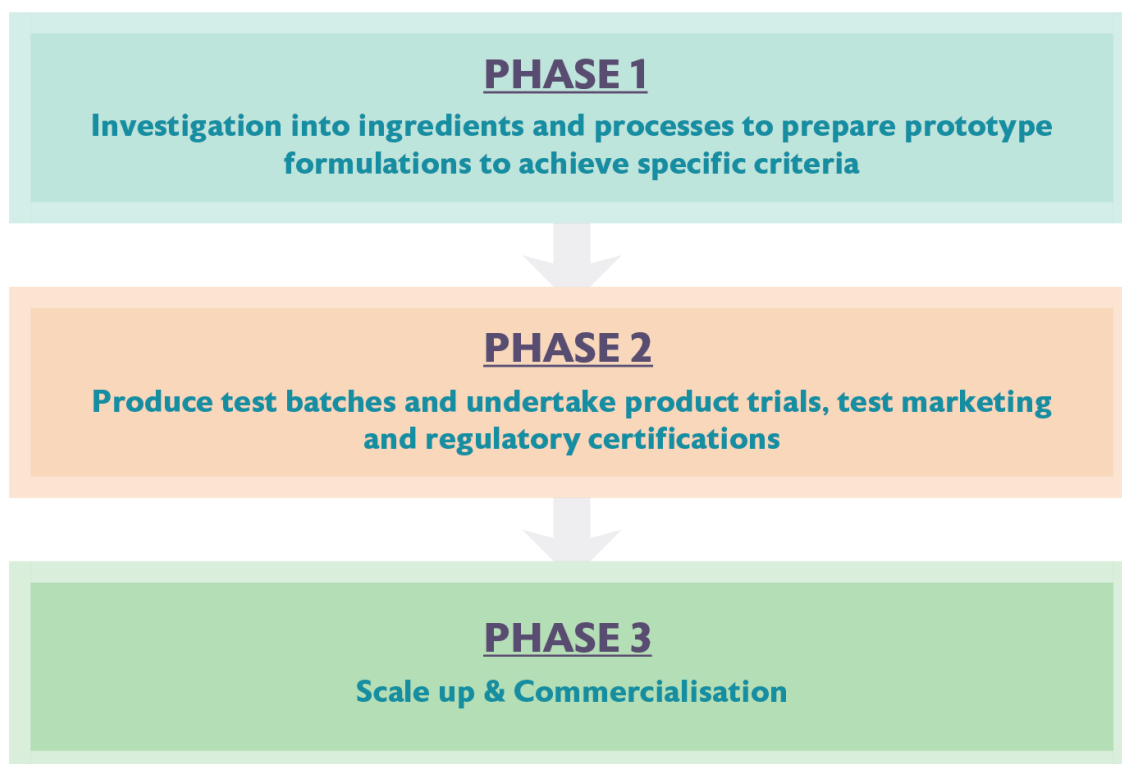 PHASE 1
Investigation into ingredients and processes to prepare prototype
formulations to achieve specific criteria
PHASE 2
Produce test batches and undertake product trials, test marketing
and regulatory certifications
PHASE 3
Scale up & Commercialisation